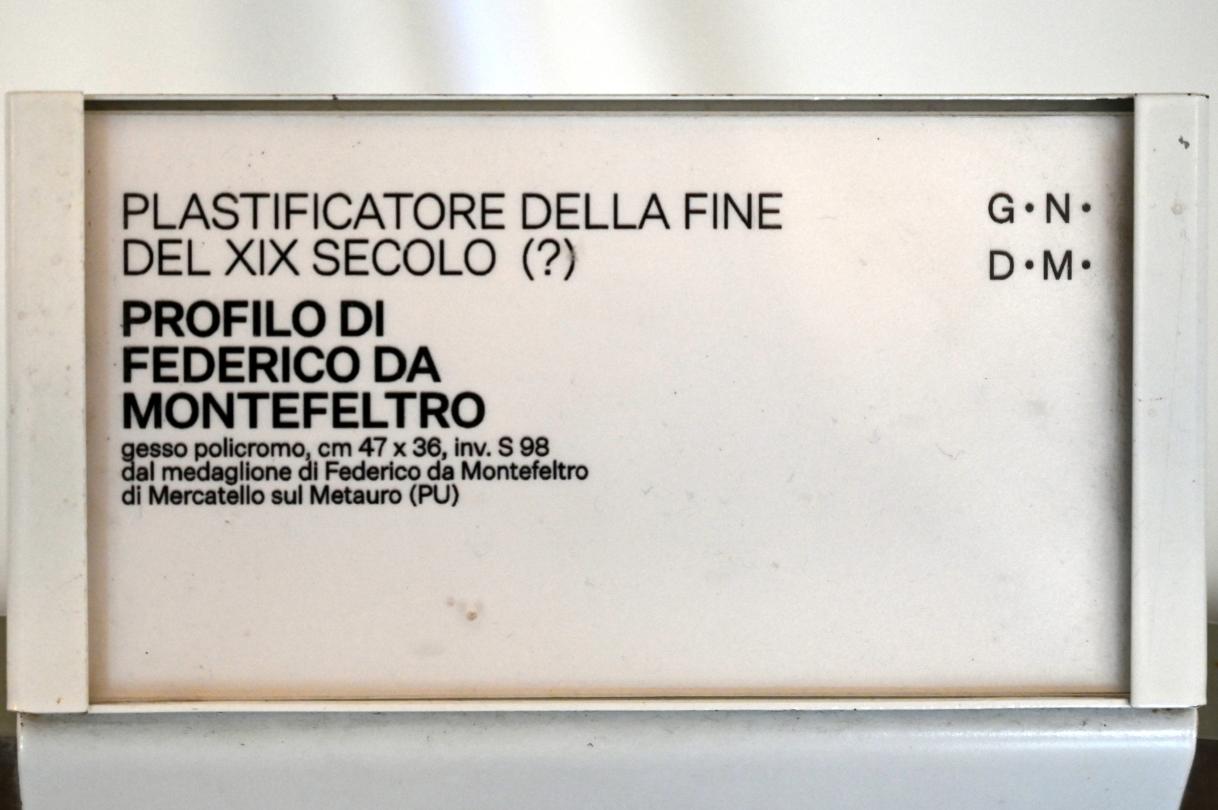 PLASTIFICATORE DELLA FINE
DEL XIX SECOLO (?)
PROFILO DI
FEDERICO DA
MONTEFELTRO
gesso policromo, cm 47 x 36, inv. S 98
dal medaglione di Federico da Montefeltro
di Mercatello sul Metauro (PU)
G•N•
D•M•